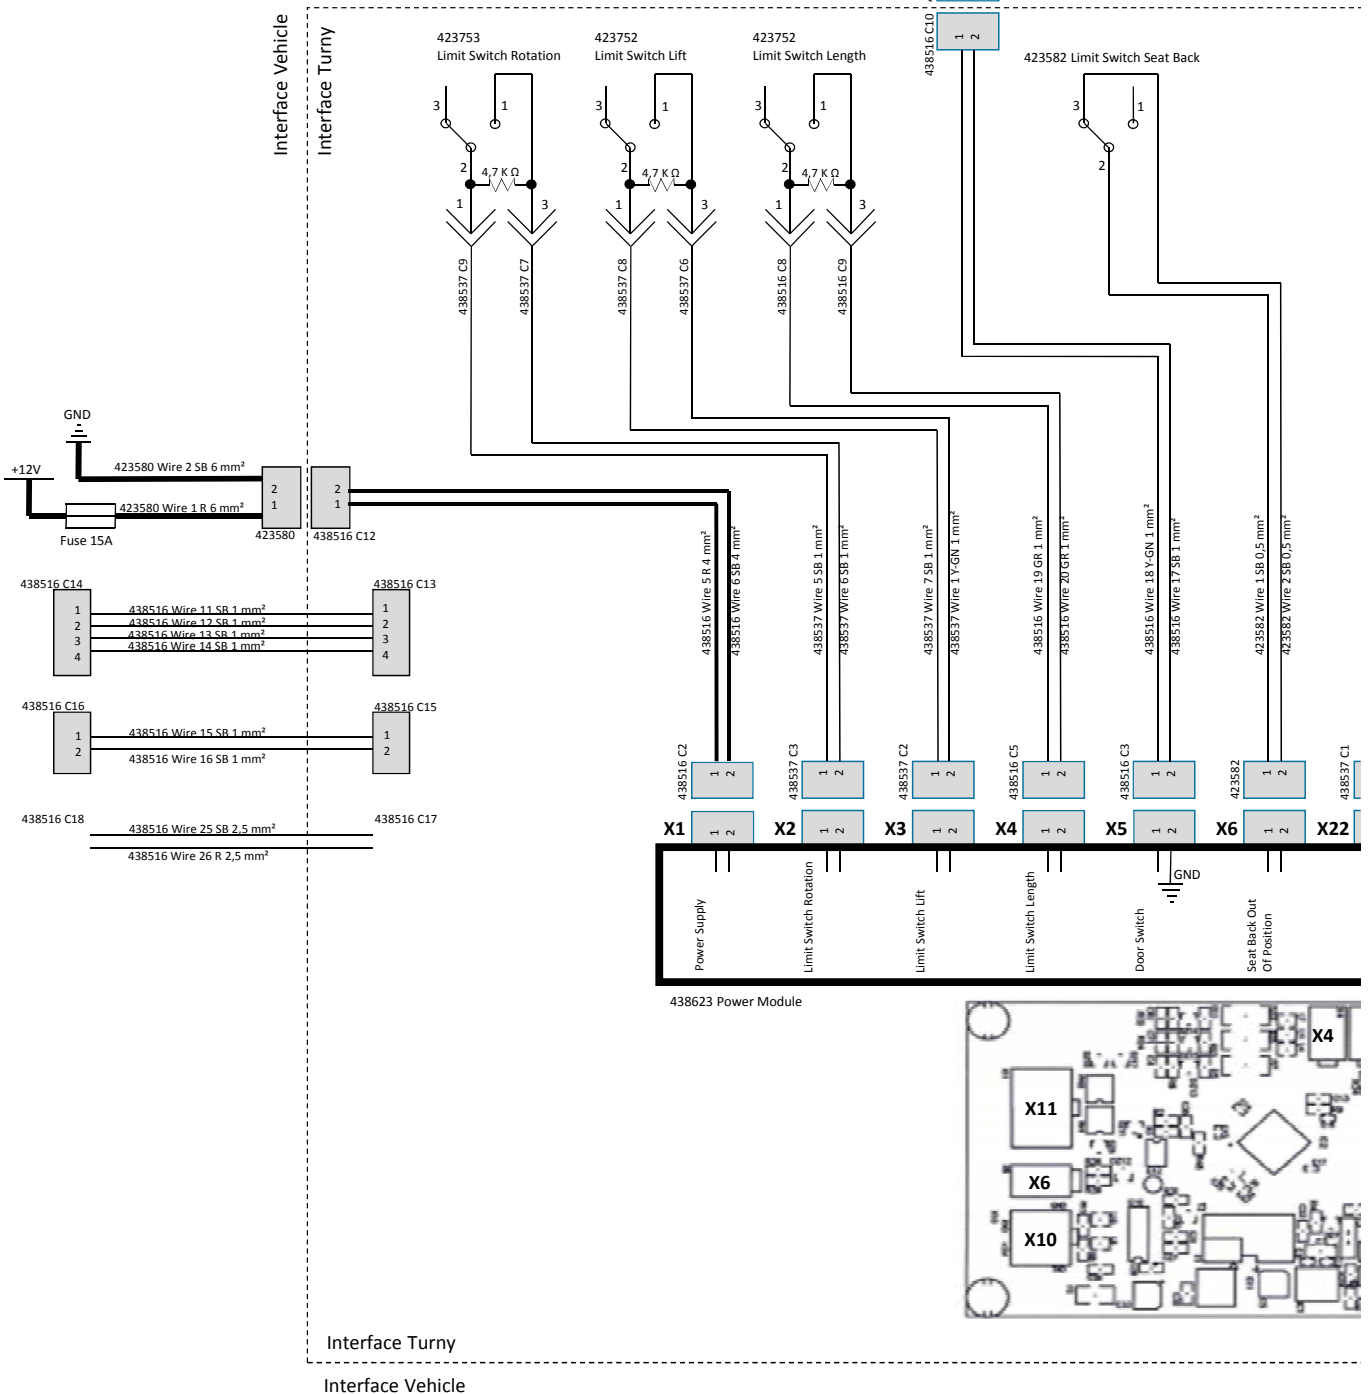 Interface Vehicle
Interface Turny
423753
Limit Switch Rotation
423752
Limit Switch Lift
423752
Limit Switch Length
438516 C10
1
2
423582 Limit Switch Seat Back
3
1
2
4,7 K Ω
1
3
3
1
2
4,7 K Ω
1
3
3
1
2
4,7 K Ω
1
3
3
1
2
438537 C9
438537 C7
438537 C8
438537 C6
438516 C8
438516 C9
GND
+12V
423580 Wire 2 SB 6 mm²
423580 Wire 1 R 6 mm²
Fuse 15A
2
1
423580
2
1
438516 C12
438516 C14
438516 C13
1
2
3
4
438516 Wire 11 SB 1 mm²
438516 Wire 12 SB 1 mm²
438516 Wire 13 SB 1 mm²
438516 Wire 14 SB 1 mm²
1
2
3
4
438516 C16
438516 C15
1
2
438516 Wire 15 SB 1 mm²
438516 Wire 16 SB 1 mm²
1
2
438516 C18
438516 C17
438516 Wire 25 SB 2,5 mm²
438516 Wire 26 R 2,5 mm²
438516 Wire 5 R 4 mm²
438516 Wire 6 SB 4 mm²
438537 Wire 5 SB 1 mm²
438537 Wire 6 SB 1 mm²
438537 Wire 7 SB 1 mm²
438537 Wire 1 Y-GN 1 mm²
438516 Wire 19 GR 1 mm²
438516 Wire 20 GR 1 mm²
438516 Wire 18 Y-GN 1 mm²
438516 Wire 17 SB 1 mm²
423582 Wire 1 SB 0,5 mm²
423582 Wire 2 SB 0,5 mm²
438516 C2
1
2
438537 C3
1
2
438537 C2
1
2
438516 C5
1
2
438516 C3
1
2
423582
1
2
438537 C1
X1
1
2
X2
1
2
X3
1
2
X4
1
2
X5
1
2
X6
1
2
X22
Power Supply
Limit Switch Rotation
Limit Switch Lift
Limit Switch Length
Door Switch
GND
Seat Back Out
Of Position
438623 Power Module
X4
X11
X6
X10
Interface Turny
Interface Vehicle